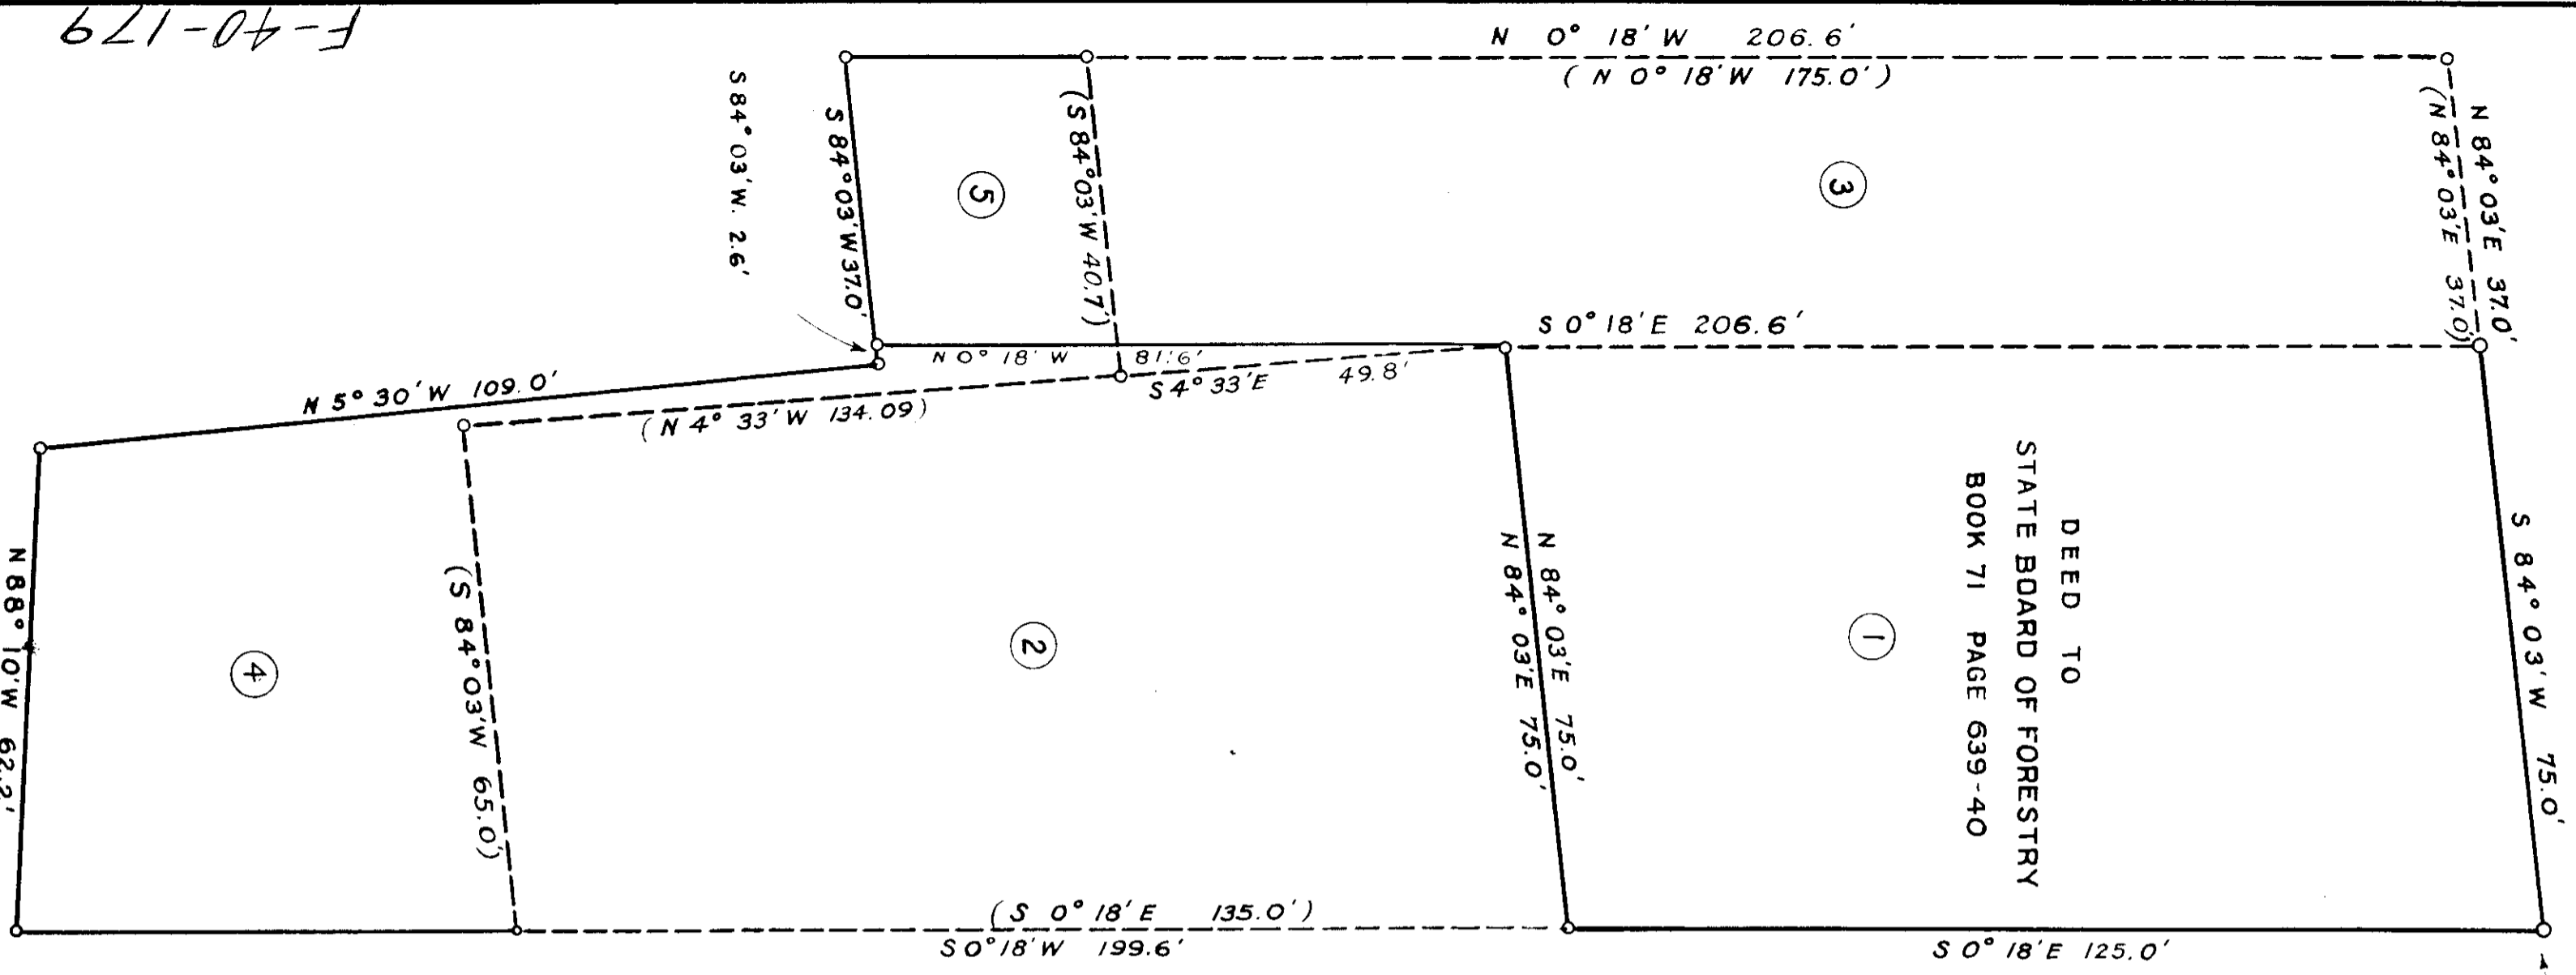 F-40-179
N 0° 18' W 206.6'
( N 0° 18' W 175.0' )
N 84° 03' E 37.0'
(N 84° 03' E 37.0')
S 84° 03' W. 2.6'
S 84° 03' W 37.0'
5
(S 84° 03' W 40.7')
3
S 0° 18' E 206.6'
N 0° 18' W 81.6'
S 4° 33' E 49.8'
N 5° 30' W 109.0'
(N 4° 33' W 134.09)
S 84° 03' W 75.0'
DEED TO
STATE BOARD OF FORESTRY
BOOK 71 PAGE 639-40
1
N 84° 03' E 75.0'
N 84° 03' E 75.0'
2
(S 84° 03' W 65.0')
4
N 88° 10' W 62.2'
(S 0° 18' E 135.0')
S 0° 18' W 199.6'
S 0° 18' E 125.0'